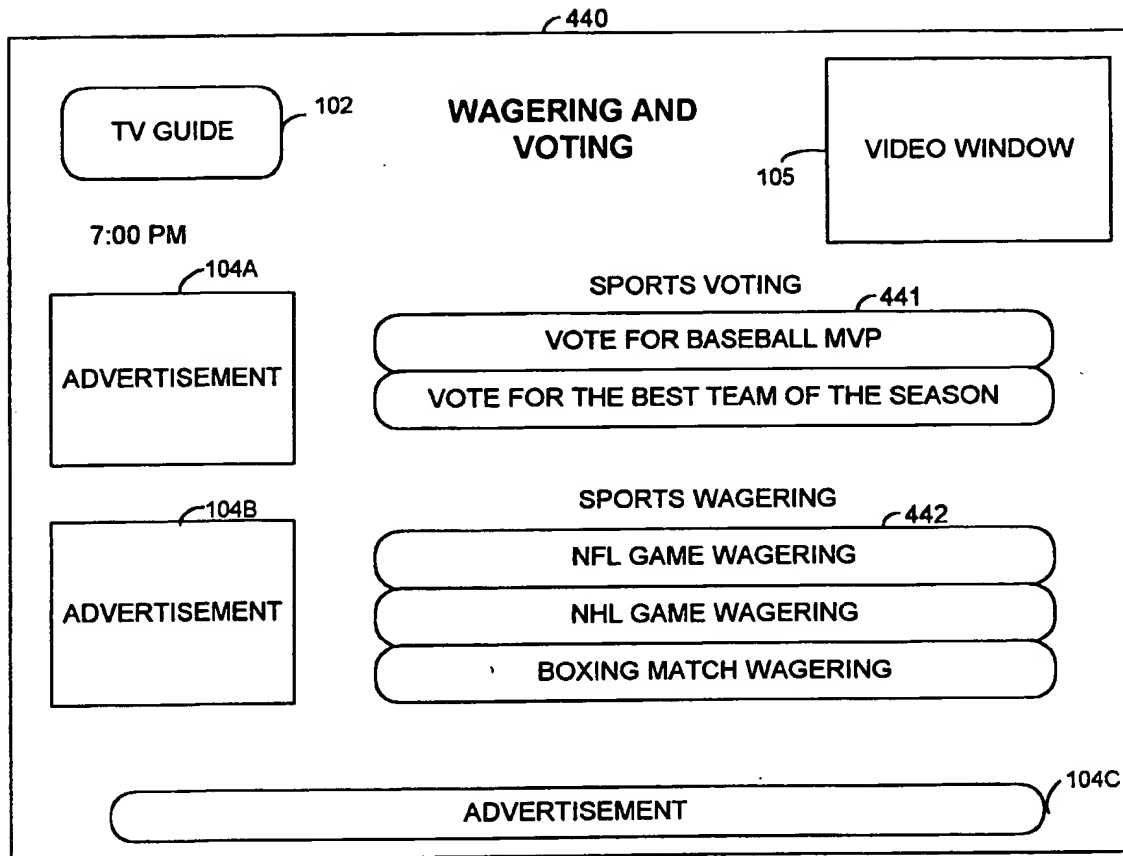 440
TV GUIDE
102
WAGERING AND
VOTING
105
VIDEO WINDOW
7:00 PM
104A
ADVERTISEMENT
SPORTS VOTING
441
VOTE FOR BASEBALL MVP
VOTE FOR THE BEST TEAM OF THE SEASON
104B
ADVERTISEMENT
SPORTS WAGERING
442
NFL GAME WAGERING
NHL GAME WAGERING
BOXING MATCH WAGERING
ADVERTISEMENT
104C